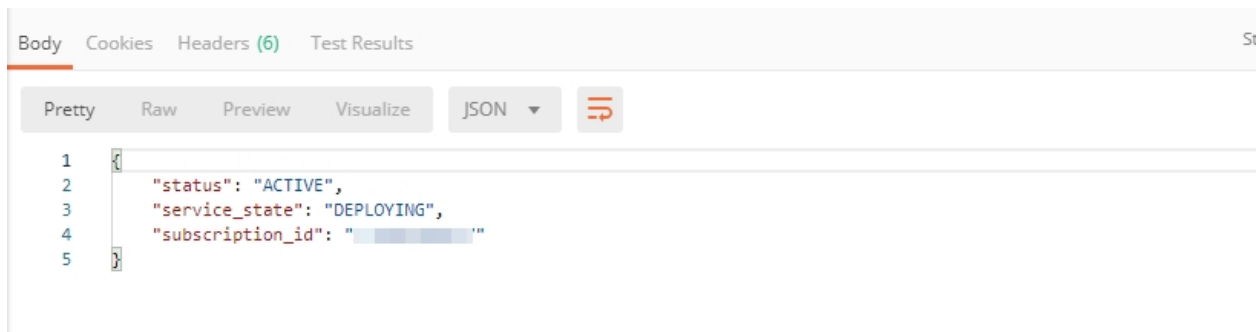 Body Cookies Headers (6) Test Results St
Pretty Raw Preview Visualize JSON
1 {
2 "status": "ACTIVE",
3 "service_state": "DEPLOYING",
4 "subscription_id": " "
5 }